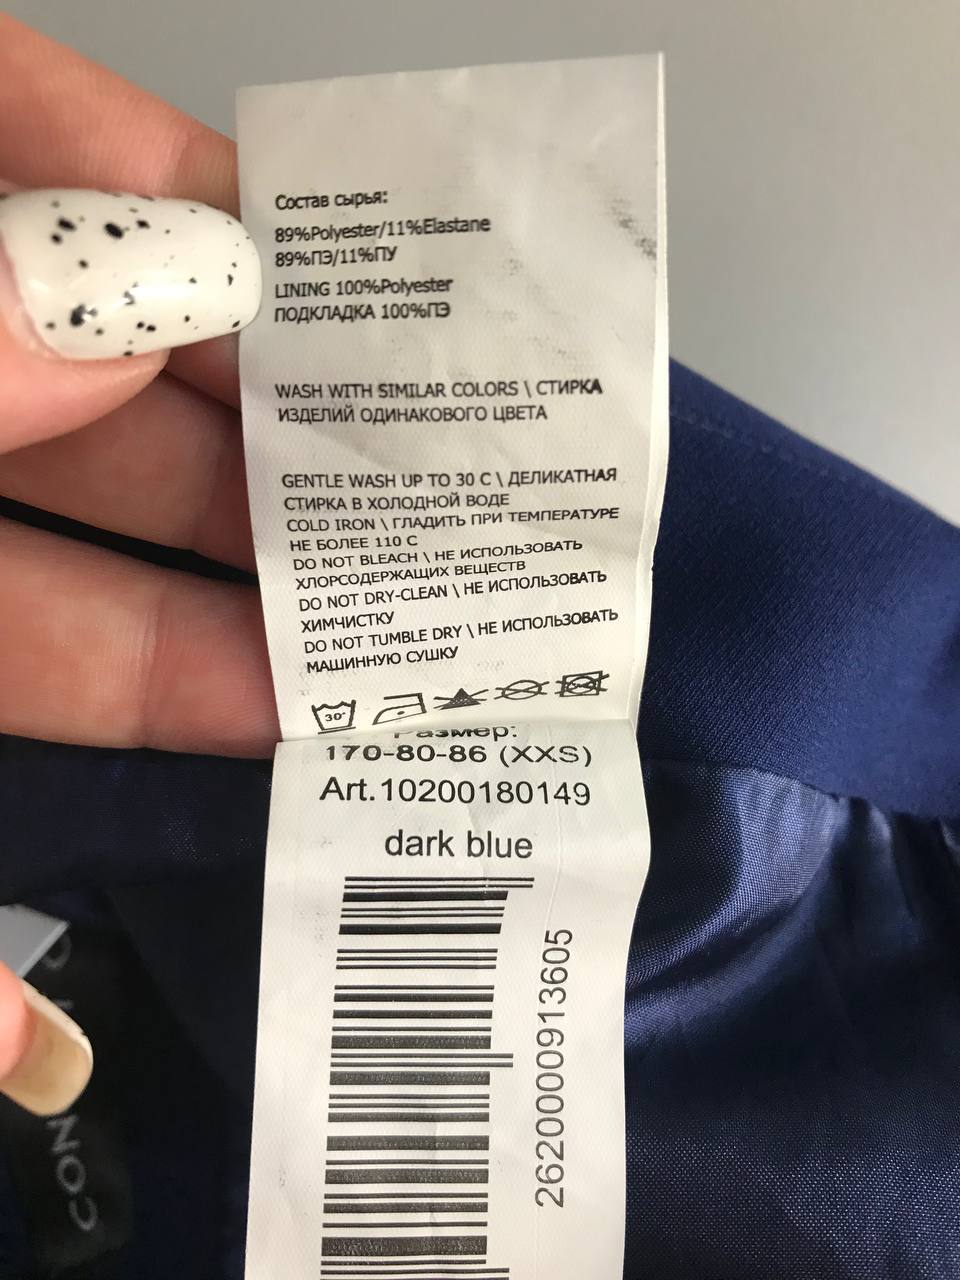 Состав сырья:
89%Polyester/11%Elastane
89%ПЭ/11%ПУ
LINING 100%Polyester
ПОДКЛАДКА 100%ПЭ
WASH WITH SIMILAR COLORS \ СТИРКА
ИЗДЕЛИЙ ОДИНАКОВОГО ЦВЕТА
GENTLE WASH UP TO 30 C \ ДЕЛИКАТНАЯ
СТИРКА В ХОЛОДНОЙ ВОДЕ
COLD IRON \ ГЛАДИТЬ ПРИ ТЕМПЕРАТУРЕ
НЕ БОЛЕЕ 110 С
DO NOT BLEACH \ НЕ ИСПОЛЬЗОВАТЬ
ХЛОРСОДЕРЖАЩИХ ВЕЩЕСТВ
DO NOT DRY-CLEAN \ НЕ ИСПОЛЬЗОВАТЬ
ХИМЧИСТКУ
DO NOT TUMBLE DRY \ НЕ ИСПОЛЬЗОВАТЬ
МАШИННУЮ СУШКУ
30°
Размер:
170-80-86 (XXS)
Art.10200180149
dark blue
2620000913605
CON